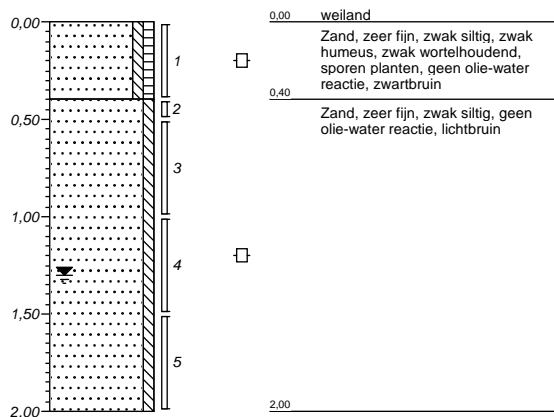 0,00
0,50
1,00
1,50
2.00
1
2
3
4
5
0,00
weiland
Zand, zeer fijn, zwak siltig, zwak
humeus, zwak wortelhoudend,
sporen planten, geen olie-water
reactie, zwartbruin
0,40
Zand, zeer fijn, zwak siltig, geen
olie-water reactie, lichtbruin
2,00